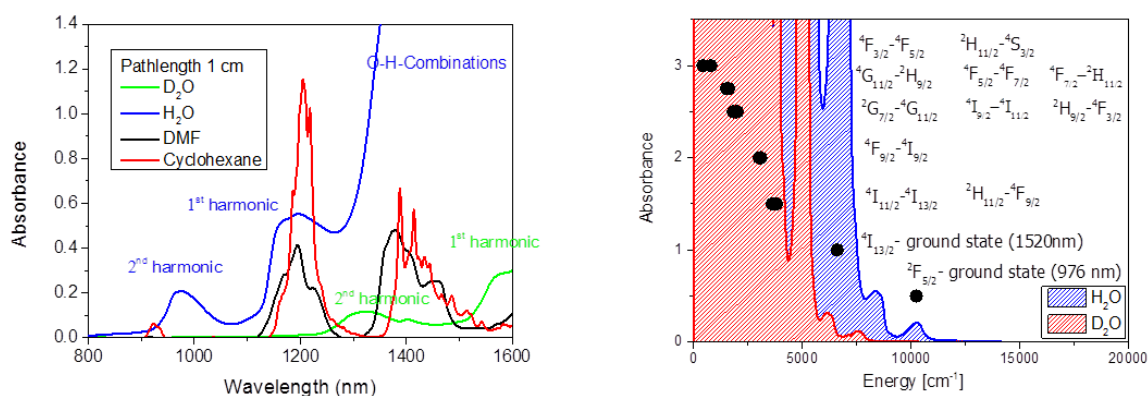 1.4
1.2
1.0
0.8
0.6
0.4
0.2
0.0
Absorbance
Pathlength 1 cm
D₂O
H₂O
DMF
Cyclohexane
O-H-Combinations
1ˢᵗ harmonic
2ⁿᵈ harmonic
1ˢᵗ harmonic
2ⁿᵈ harmonic
800 1000 1200 1400 1600
Wavelength (nm)
3
2
1
0
Absorbance
⁴F₃/₂-⁴F₅/₂ ²H₁₁/₂-⁴S₃/₂
⁴G₁₁/₂-²H₉/₂ ⁴F₅/₂-⁴F₇/₂ ⁴F₇:₂–²H₁₁:₂
²G₇/₂-⁴G₁₁/₂ ⁴I₉:₂–⁴I₁₁:₂ ²H₉/₂-⁴F₃/₂
⁴F₉/₂-⁴I₉/₂
⁴I₁₁/₂-⁴I₁₃/₂ ²H₁₁/₂-⁴F₉/₂
⁴I₁₃/₂- ground state (1520nm)
²F₅/₂- ground state (976 nm)
H₂O
D₂O
0 5000 10000 15000 20000
Energy [cm⁻¹]